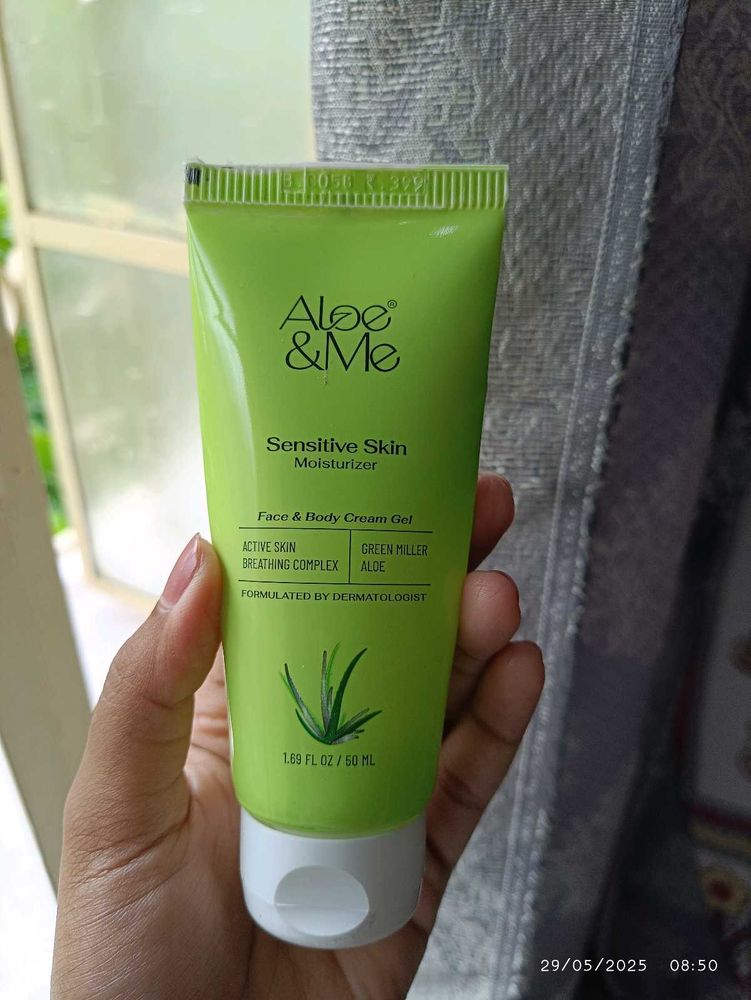 ₹ 399
Aloe®
&Me
Sensitive Skin
Moisturizer
Face & Body Cream Gel
ACTIVE SKIN
BREATHING COMPLEX
GREEN MILLER
ALOE
FORMULATED BY DERMATOLOGIST
1.69 FL OZ / 50 ML
29/05/2025 08:50